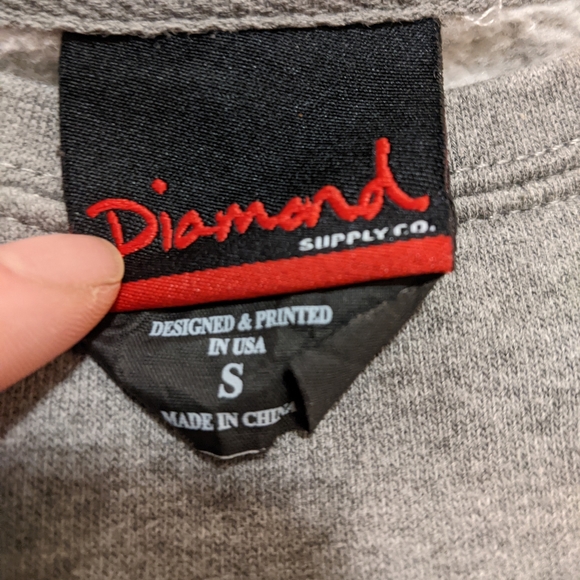 Diamond
SUPPLY CO.
DESIGNED & PRINTED
IN USA
S
MADE IN CHINA